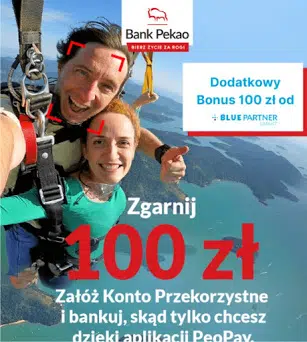 Bank Pekao
BIERZ ŻYCIE ZA ROGI
Dodatkowy
Bonus 100 zł od
BLUE PARTNER
Zgarnij
100 zł
Załóż Konto Przekorzystne
i bankuj, skąd tylko chcesz
dzięki aplikacji PeoPay.